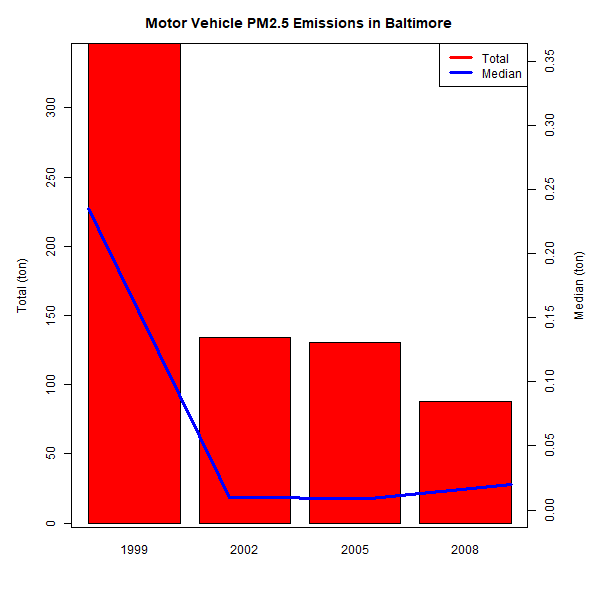 Motor Vehicle PM2.5 Emissions in Baltimore
Total
Median
Total (ton)
0
50
100
150
200
250
300
Median (ton)
0.00
0.05
0.10
0.15
0.20
0.25
0.30
0.35
1999 2002 2005 2008